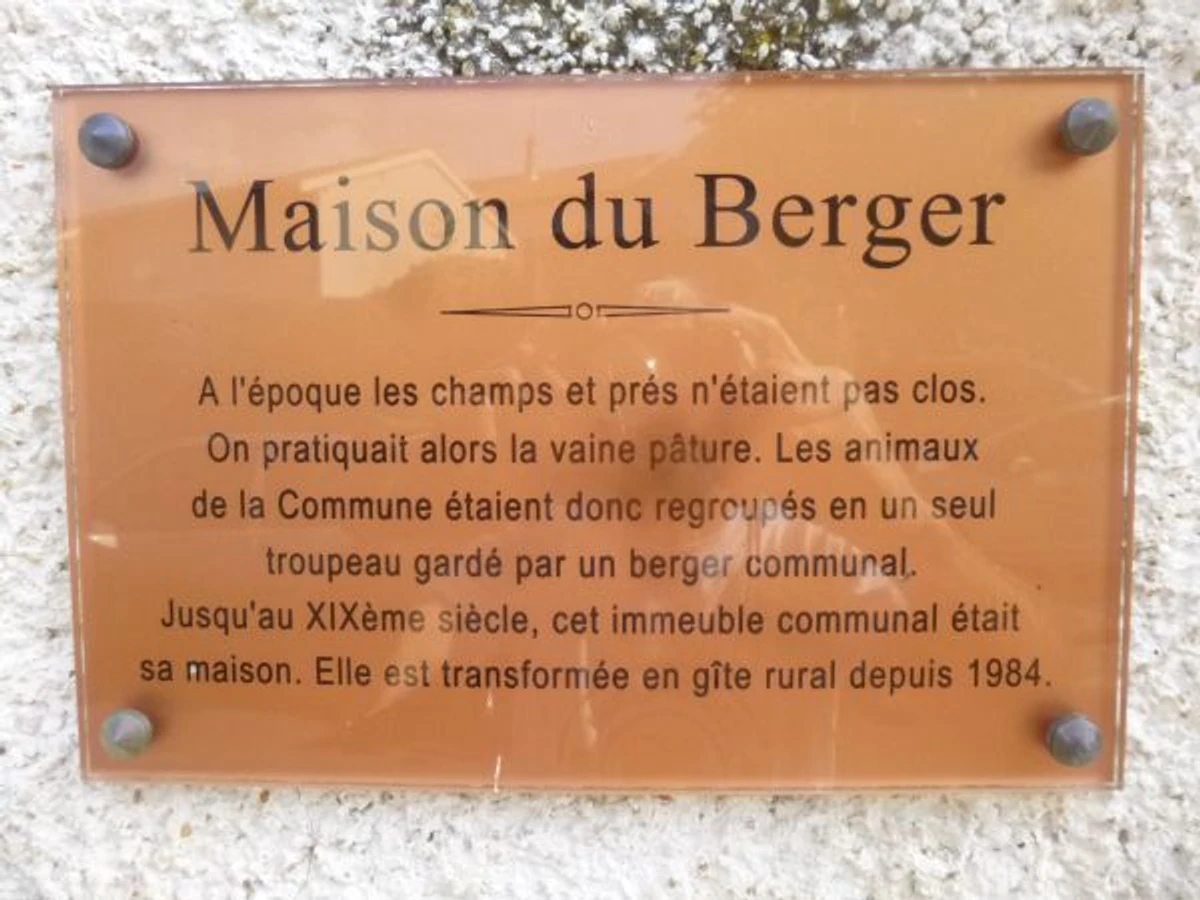 Maison du Berger
A l'époque les champs et prés n'étaient pas clos.
On pratiquait alors la vaine pâture. Les animaux
de la Commune étaient donc regroupés en un seul
troupeau gardé par un berger communal.
Jusqu'au XIXème siècle, cet immeuble communal était
sa maison. Elle est transformée en gîte rural depuis 1984.